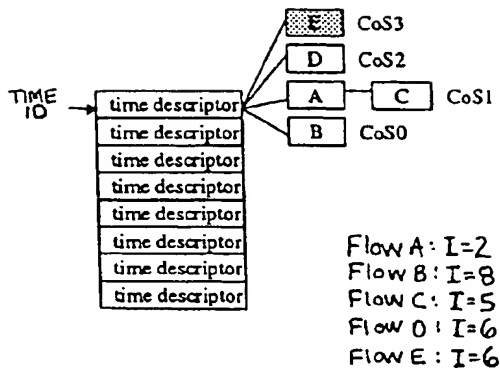 E CoS3
D CoS2
TIME ID
time descriptor A C CoS1
time descriptor B CoS0
time descriptor
time descriptor
time descriptor
time descriptor
time descriptor
time descriptor
Flow A: I=2
Flow B: I=8
Flow C: I=5
Flow D: I=6
Flow E: I=6